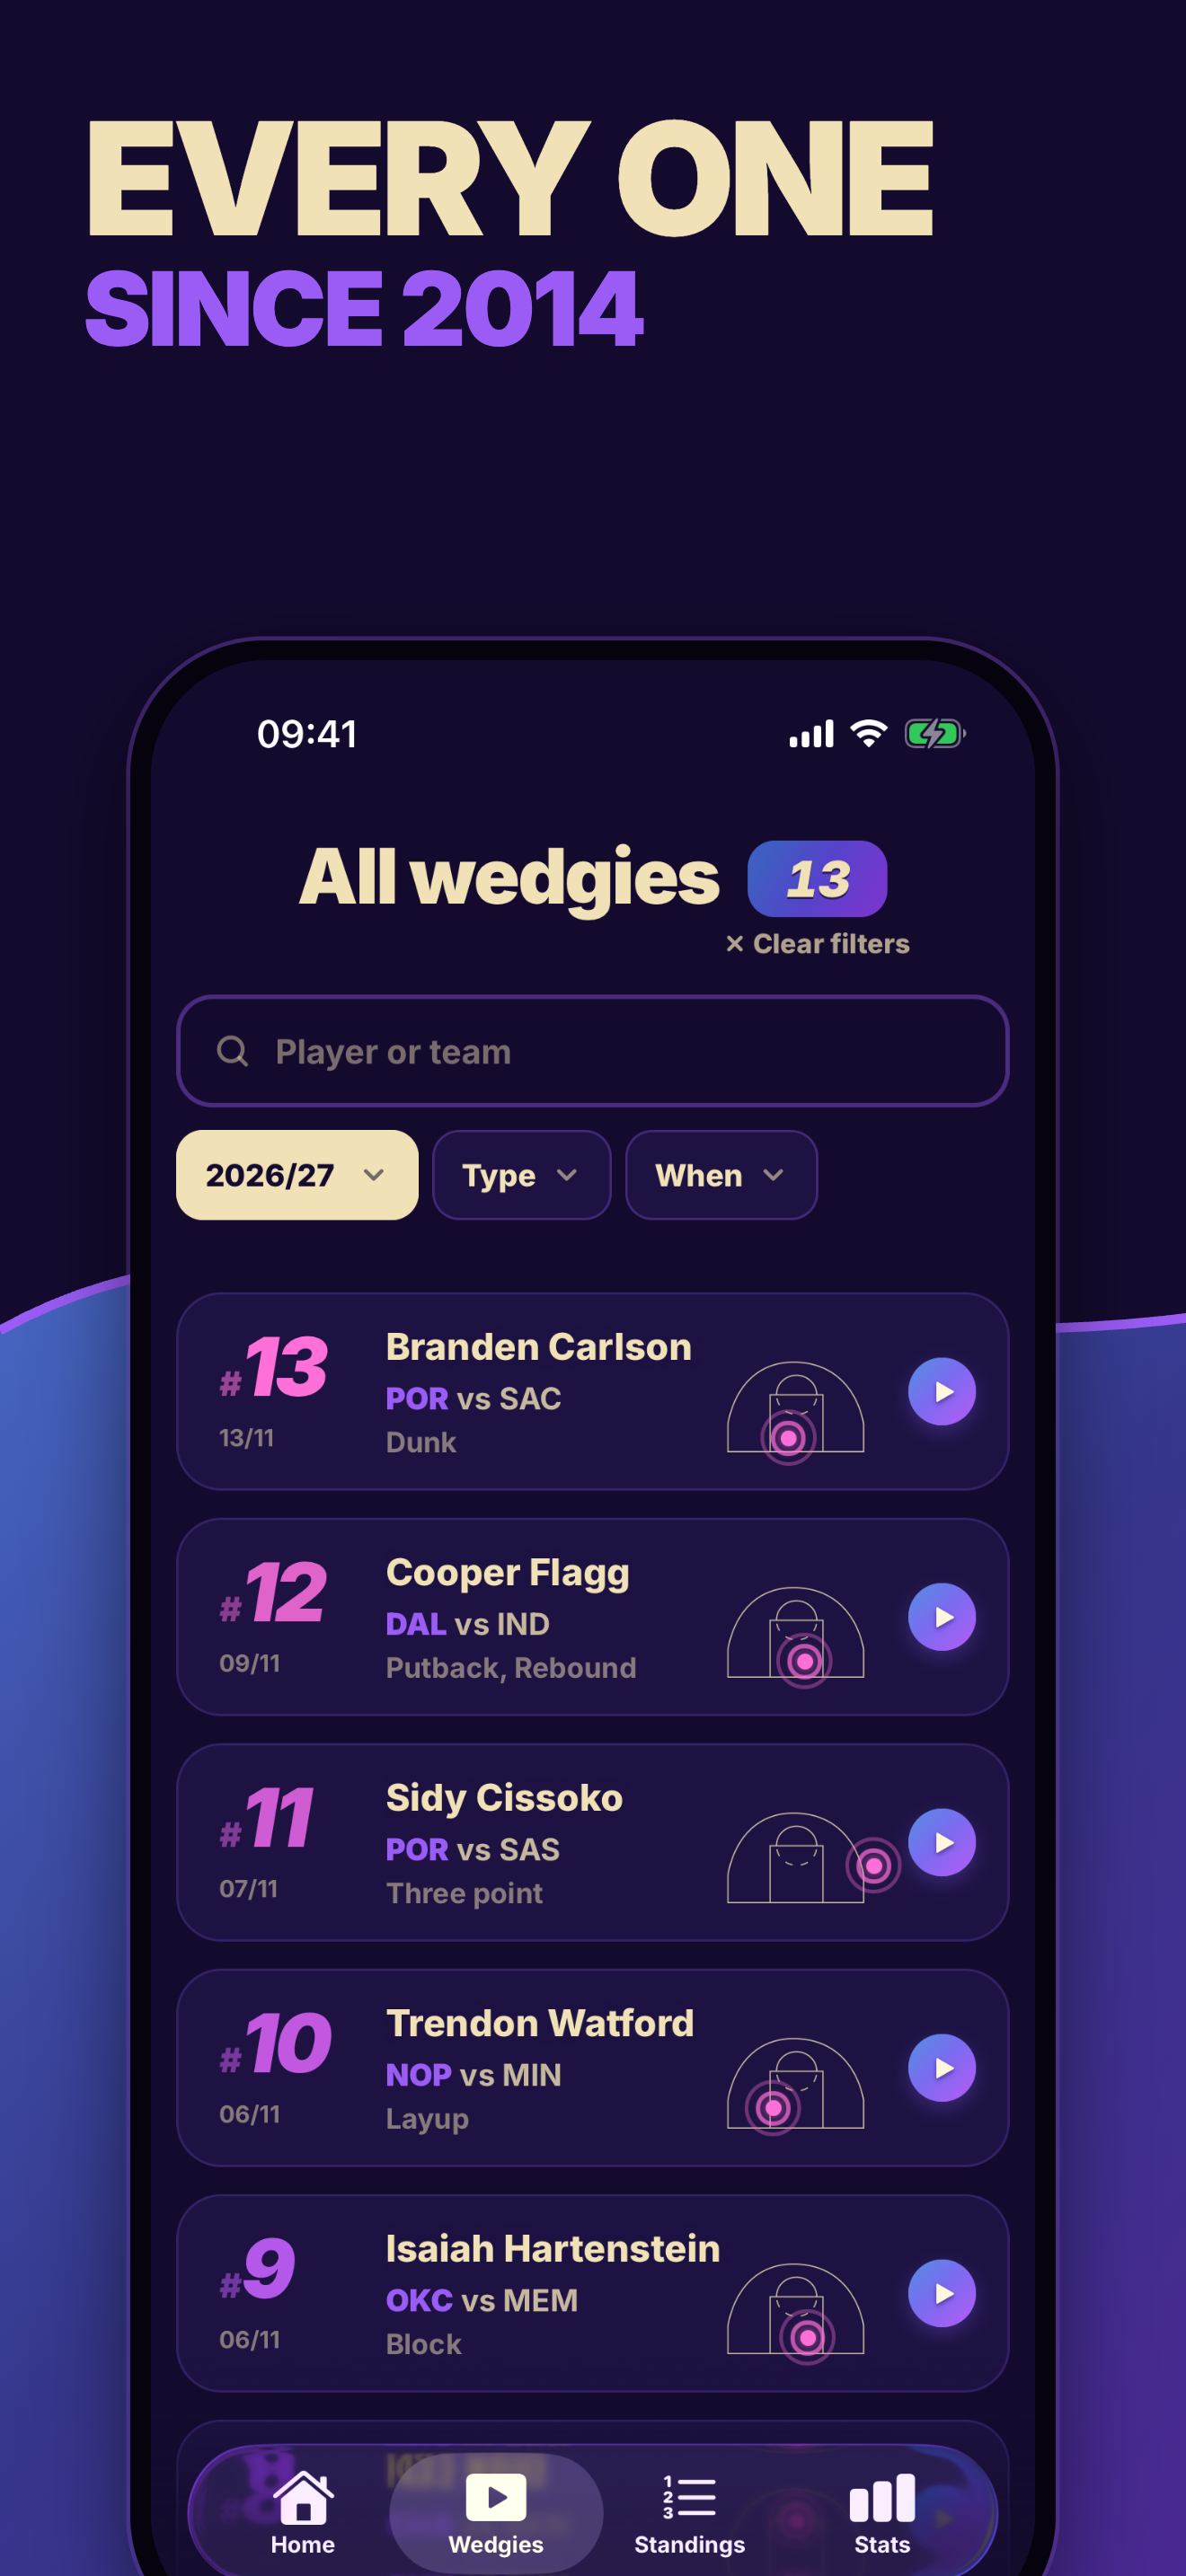 EVERY ONE
SINCE 2014
09:41
All wedgies 13
× Clear filters
Player or team
2026/27 Type When
#13 Branden Carlson
POR vs SAC
13/11 Dunk
#12 Cooper Flagg
DAL vs IND
09/11 Putback, Rebound
#11 Sidy Cissoko
POR vs SAS
07/11 Three point
#10 Trendon Watford
NOP vs MIN
06/11 Layup
#9 Isaiah Hartenstein
OKC vs MEM
06/11 Block
Home Wedgies Standings Stats